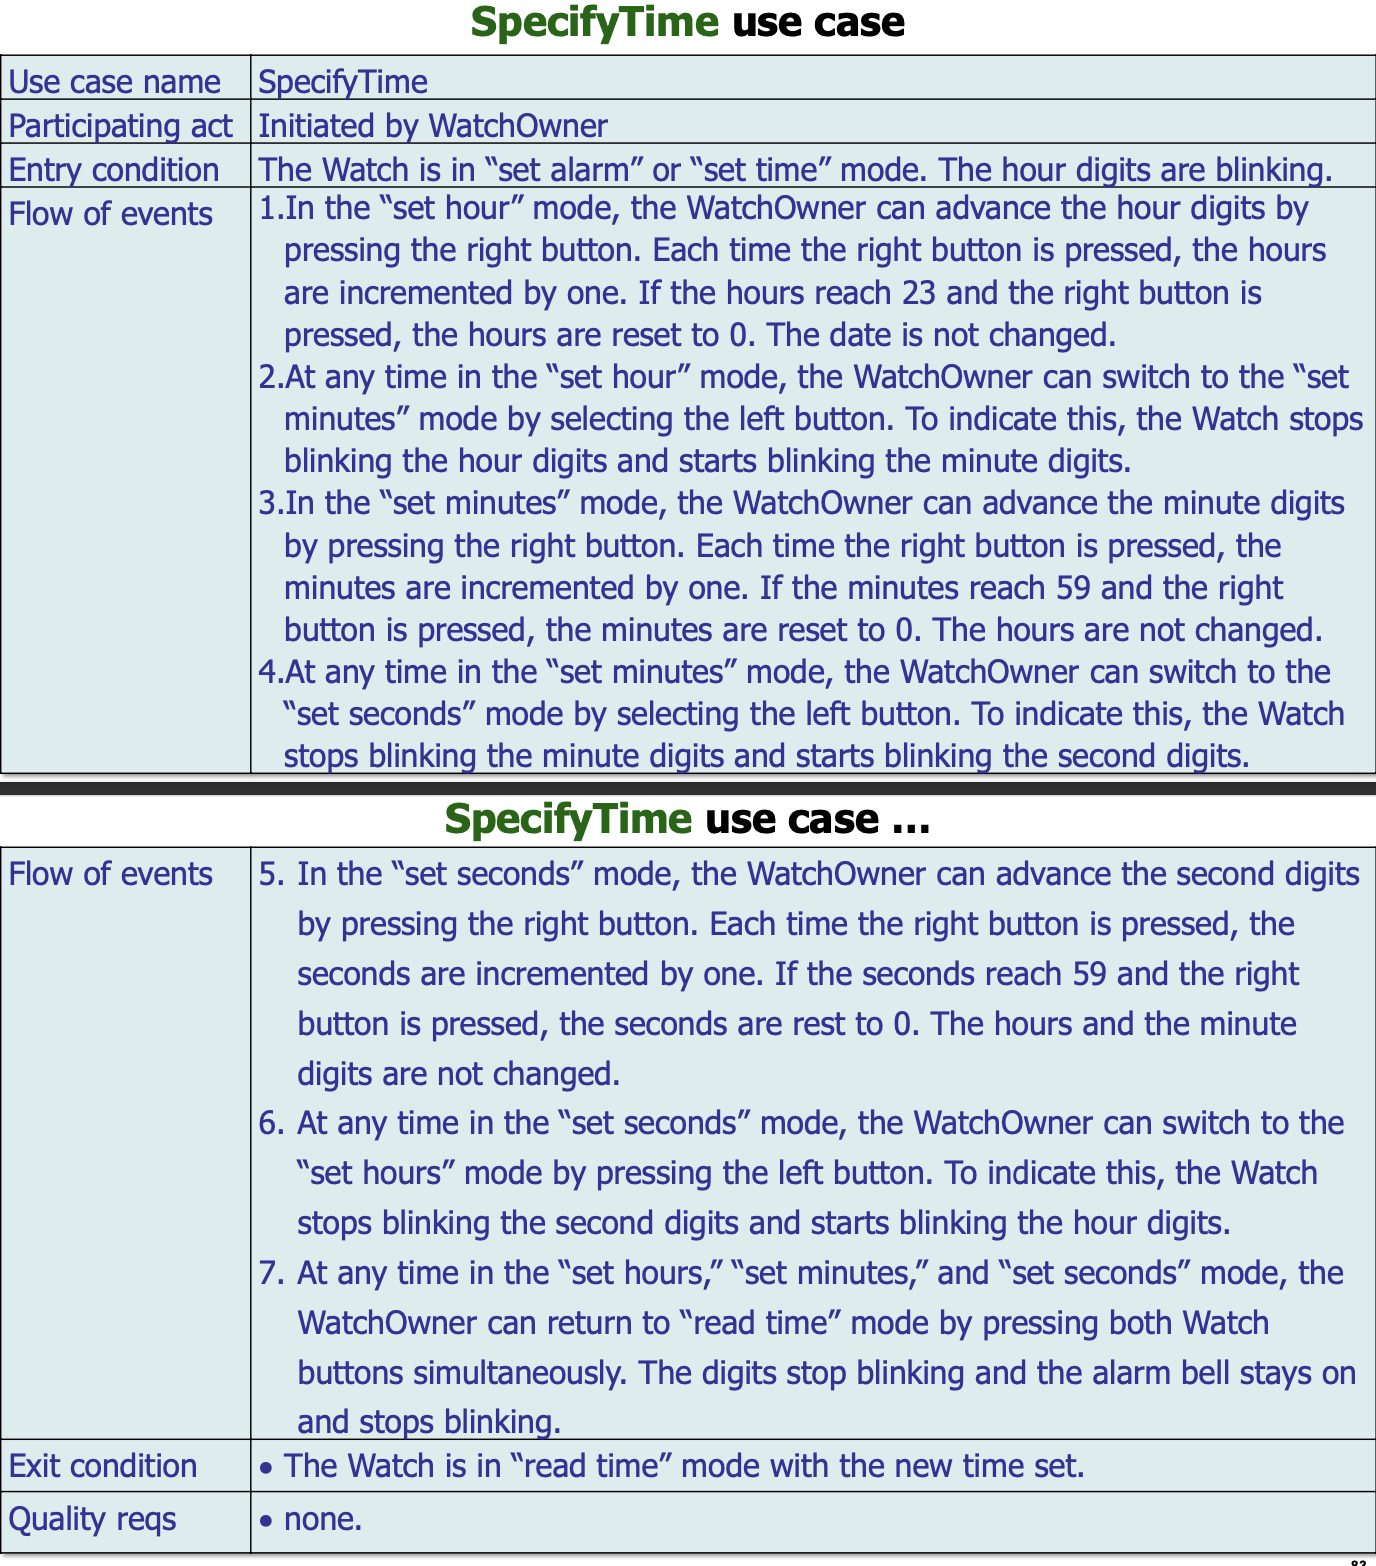 SpecifyTime use case
Use case name SpecifyTime
Participating act Initiated by WatchOwner
Entry condition The Watch is in “set alarm” or “set time” mode. The hour digits are blinking.
Flow of events 1.In the “set hour” mode, the WatchOwner can advance the hour digits by
pressing the right button. Each time the right button is pressed, the hours
are incremented by one. If the hours reach 23 and the right button is
pressed, the hours are reset to 0. The date is not changed.
2.At any time in the “set hour” mode, the WatchOwner can switch to the “set
minutes” mode by selecting the left button. To indicate this, the Watch stops
blinking the hour digits and starts blinking the minute digits.
3.In the “set minutes” mode, the WatchOwner can advance the minute digits
by pressing the right button. Each time the right button is pressed, the
minutes are incremented by one. If the minutes reach 59 and the right
button is pressed, the minutes are reset to 0. The hours are not changed.
4.At any time in the “set minutes” mode, the WatchOwner can switch to the
“set seconds” mode by selecting the left button. To indicate this, the Watch
stops blinking the minute digits and starts blinking the second digits.
SpecifyTime use case ...
Flow of events 5. In the “set seconds” mode, the WatchOwner can advance the second digits
by pressing the right button. Each time the right button is pressed, the
seconds are incremented by one. If the seconds reach 59 and the right
button is pressed, the seconds are rest to 0. The hours and the minute
digits are not changed.
6. At any time in the “set seconds” mode, the WatchOwner can switch to the
“set hours” mode by pressing the left button. To indicate this, the Watch
stops blinking the second digits and starts blinking the hour digits.
7. At any time in the “set hours,” “set minutes,” and “set seconds” mode, the
WatchOwner can return to “read time” mode by pressing both Watch
buttons simultaneously. The digits stop blinking and the alarm bell stays on
and stops blinking.
Exit condition • The Watch is in “read time” mode with the new time set.
Quality reqs • none.